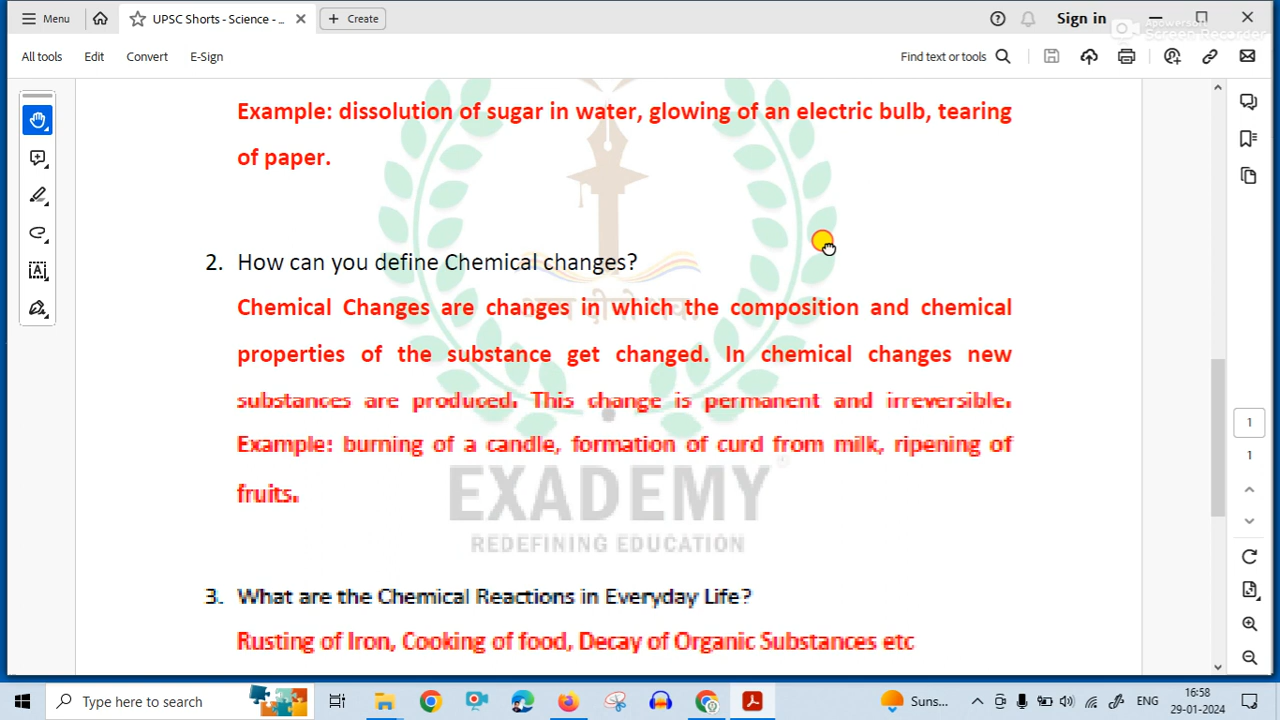 Menu
UPSC Shorts - Science - ...
Create
Sign in
Apowersoft
Screen Recorder
All tools
Edit
Convert
E-Sign
Find text or tools
Example: dissolution of sugar in water, glowing of an electric bulb, tearing
of paper.
2. How can you define Chemical changes?
Chemical Changes are changes in which the composition and chemical
properties of the substance get changed. In chemical changes new
substances are produced. This change is permanent and irreversible.
Example: burning of a candle, formation of curd from milk, ripening of
fruits.
EXADEMY
REDEFINING EDUCATION
3. What are the Chemical Reactions in Everyday Life?
Rusting of Iron, Cooking of food, Decay of Organic Substances etc
1
1
Type here to search
Suns...
ENG
16:58
29-01-2024